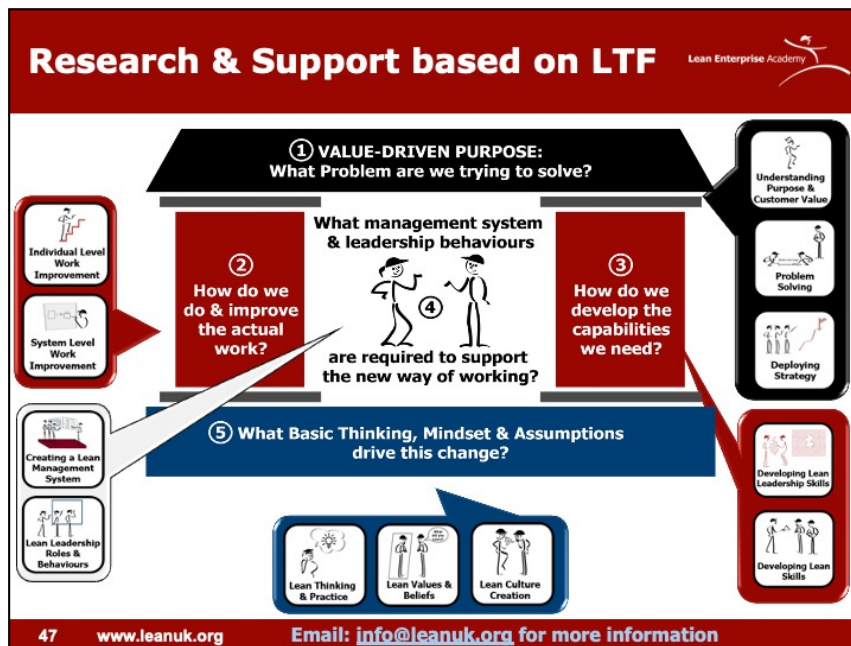 Research & Support based on LTF
Lean Enterprise Academy
① VALUE-DRIVEN PURPOSE:
What Problem are we trying to solve?
Understanding
Purpose &
Customer Value
Problem
Solving
Deploying
Strategy
Individual Level
Work
Improvement
System Level
Work
Improvement
②
How do we
do & improve
the actual
work?
What management system
& leadership behaviours
④
are required to support
the new way of working?
③
How do we
develop the
capabilities
we need?
Creating a Lean
Management
System
Lean Leadership
Roles &
Behaviours
⑤ What Basic Thinking, Mindset & Assumptions
drive this change?
Developing Lean
Leadership Skills
Developing Lean
Skills
Lean Thinking
& Practice
Lean Values &
Beliefs
Lean Culture
Creation
47 www.leanuk.org Email: info@leanuk.org for more information